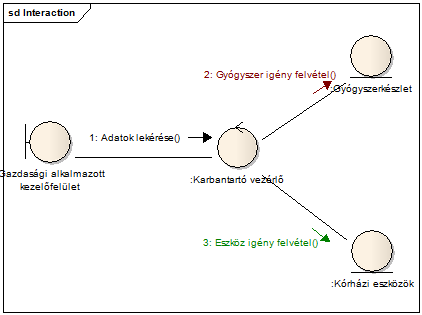 sd Interaction
2: Gyógyszer igény felvétel()
:Gyógyszerkészlet
1: Adatok lekérése()
Gazdasági alkalmazott
kezelőfelület
:Karbantartó vezérlő
3: Eszköz igény felvétel()
:Kórházi eszközök